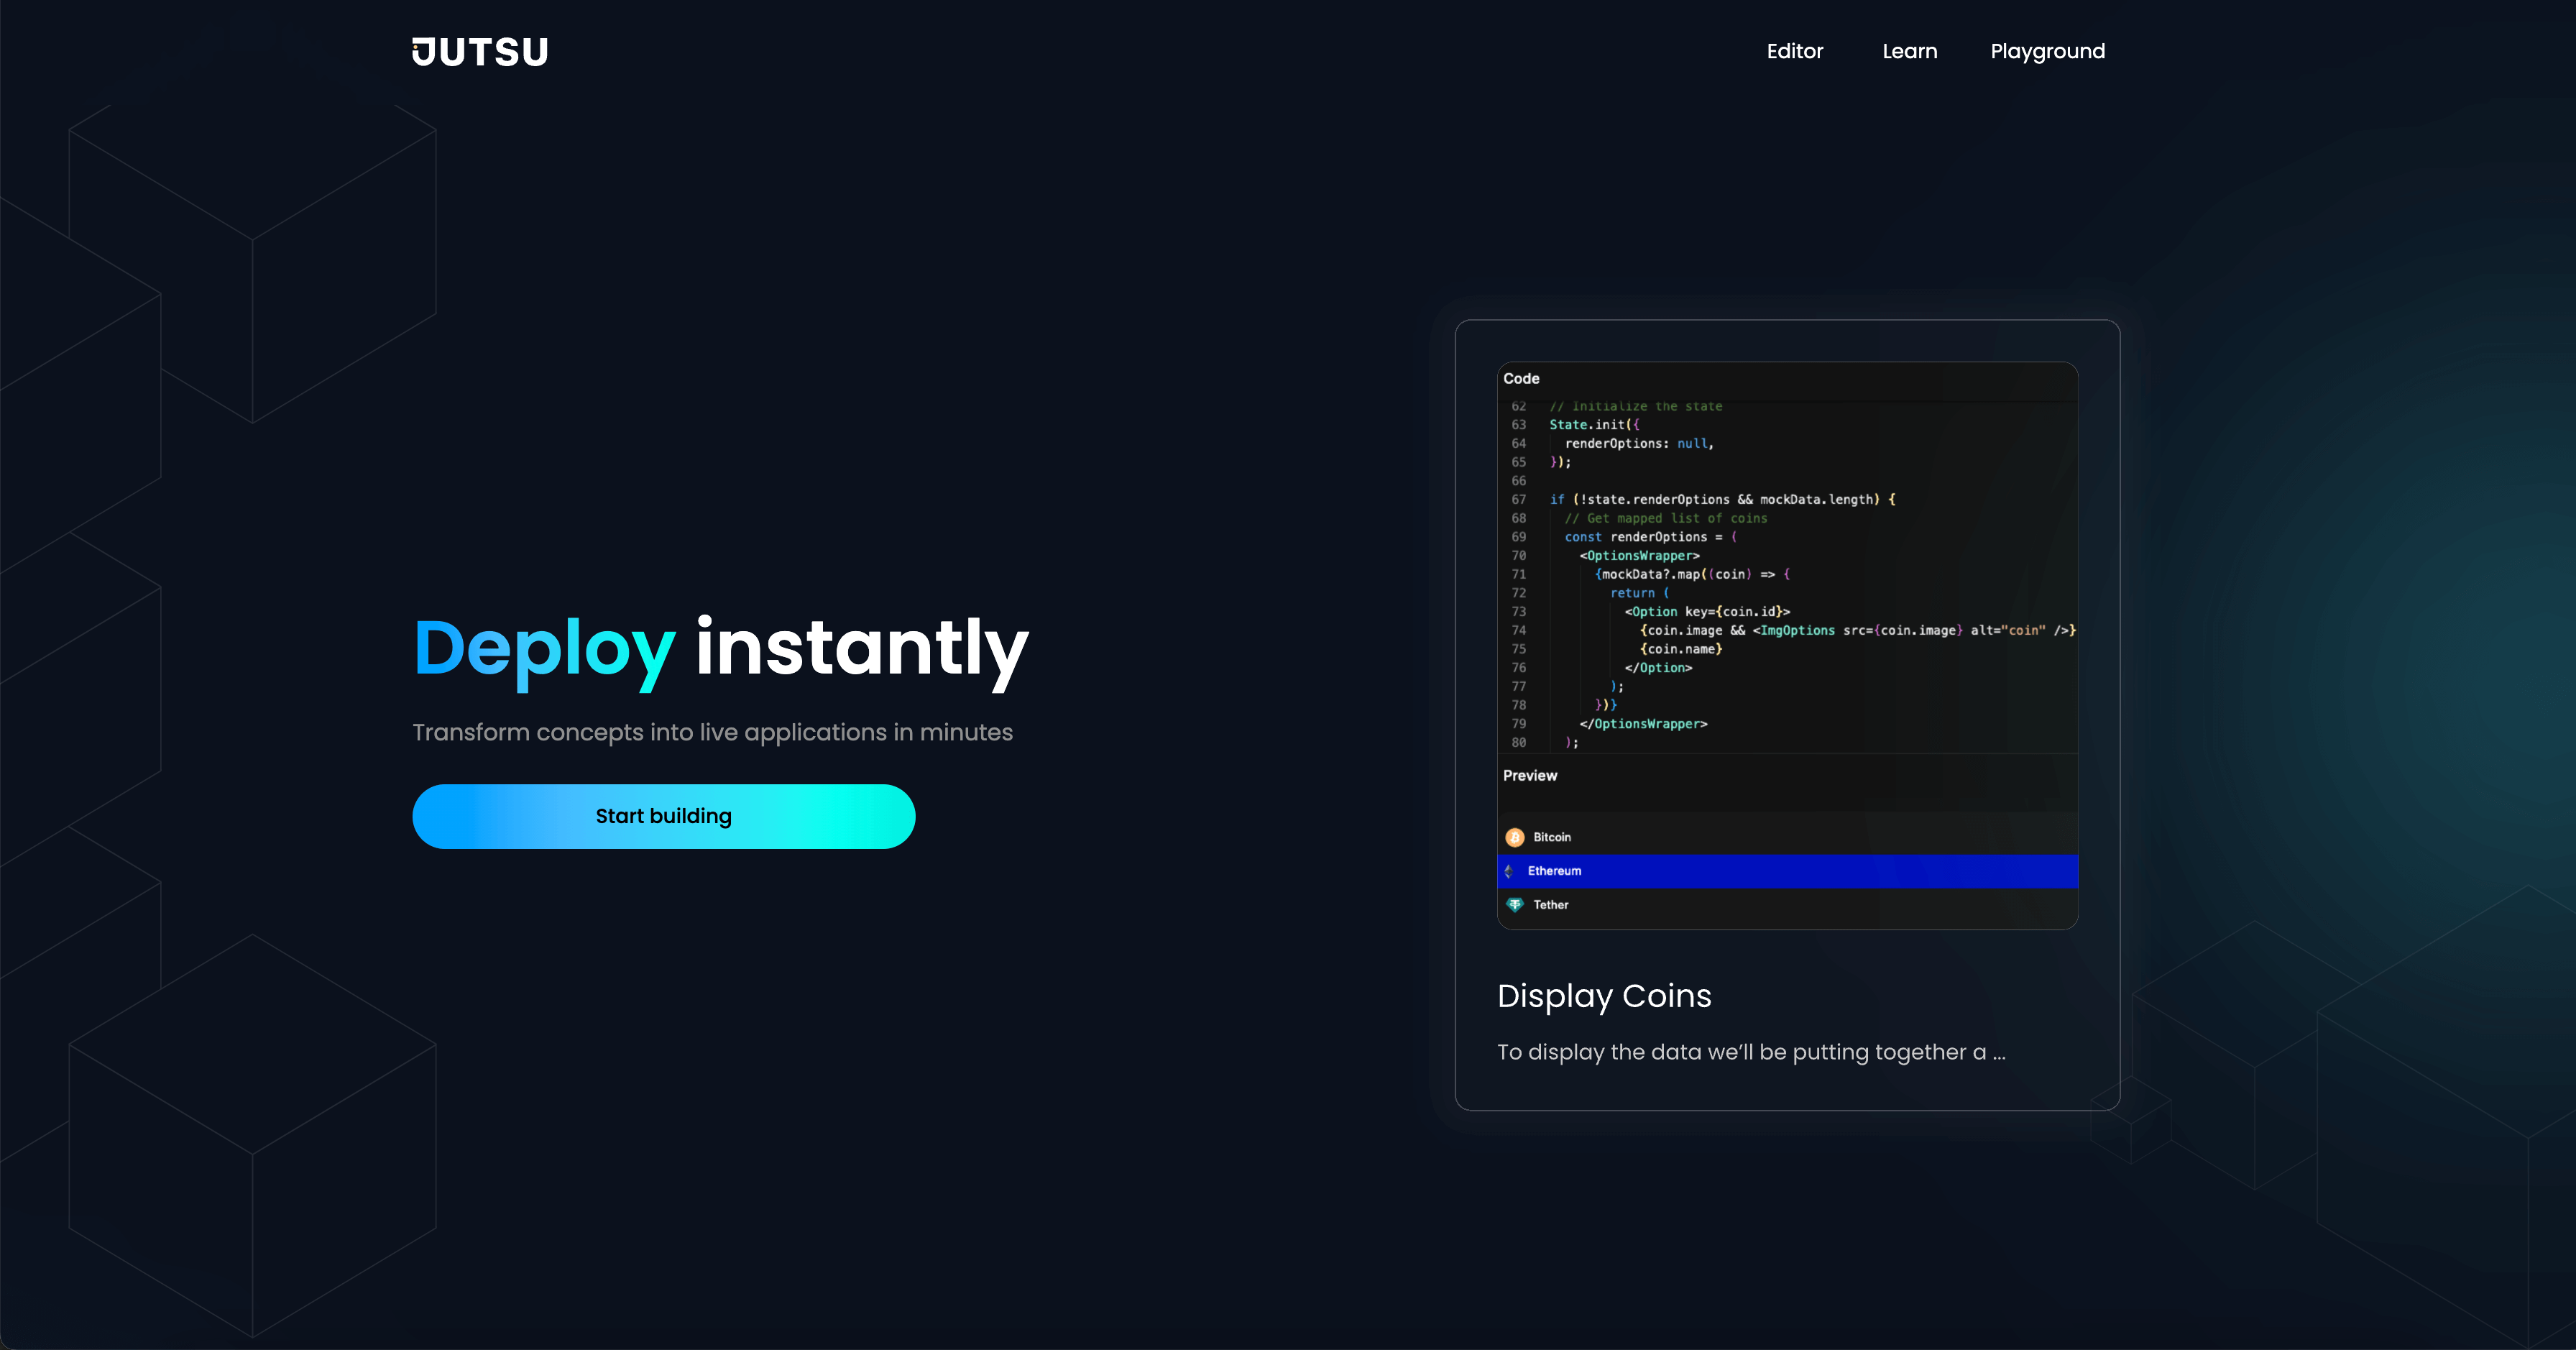 JUTSU
Editor Learn Playground
Deploy instantly
Transform concepts into live applications in minutes
Start building
Code
62 // Initialize the state
63 State.init({
64 renderOptions: null,
65 });
66
67 if (!state.renderOptions && mockData.length) {
68 // Get mapped list of coins
69 const renderOptions = (
70 <OptionsWrapper>
71 {mockData?.map((coin) => {
72 return (
73 <Option key={coin.id}>
74 {coin.image && <ImgOptions src={coin.image} alt="coin" />}
75 {coin.name}
76 </Option>
77 );
78 })}
79 </OptionsWrapper>
80 );
Preview
Bitcoin
Ethereum
Tether
Display Coins
To display the data we’ll be putting together a ...